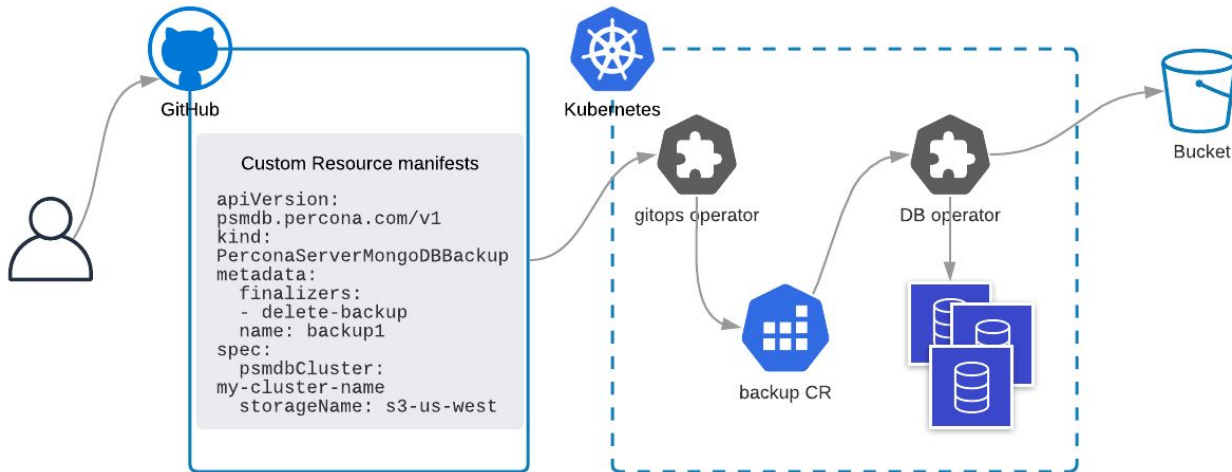 GitHub
Custom Resource manifests
apiVersion:
psmdb.percona.com/v1
kind:
PerconaServerMongoDBBackup
metadata:
  finalizers:
  - delete-backup
  name: backup1
spec:
  psmdbCluster:
my-cluster-name
  storageName: s3-us-west
Kubernetes
gitops operator
backup CR
DB operator
Bucket